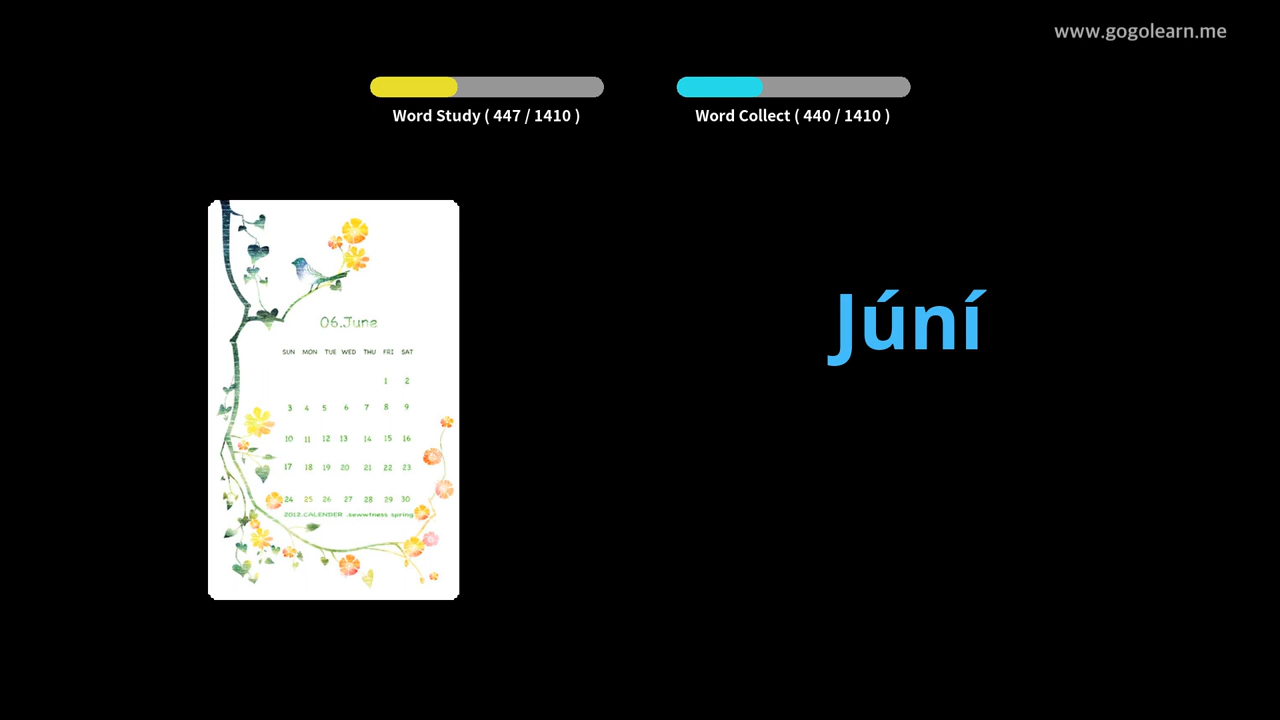 www.gogolearn.me
Word Study ( 447 / 1410 )
Word Collect ( 440 / 1410 )
Júní
06.June
SUN MON TUE WED THU FRI SAT
1 2
3 4 5 6 7 8 9
10 11 12 13 14 15 16
17 18 19 20 21 22 23
24 25 26 27 28 29 30
2012.CALENDER .sewwtness spring